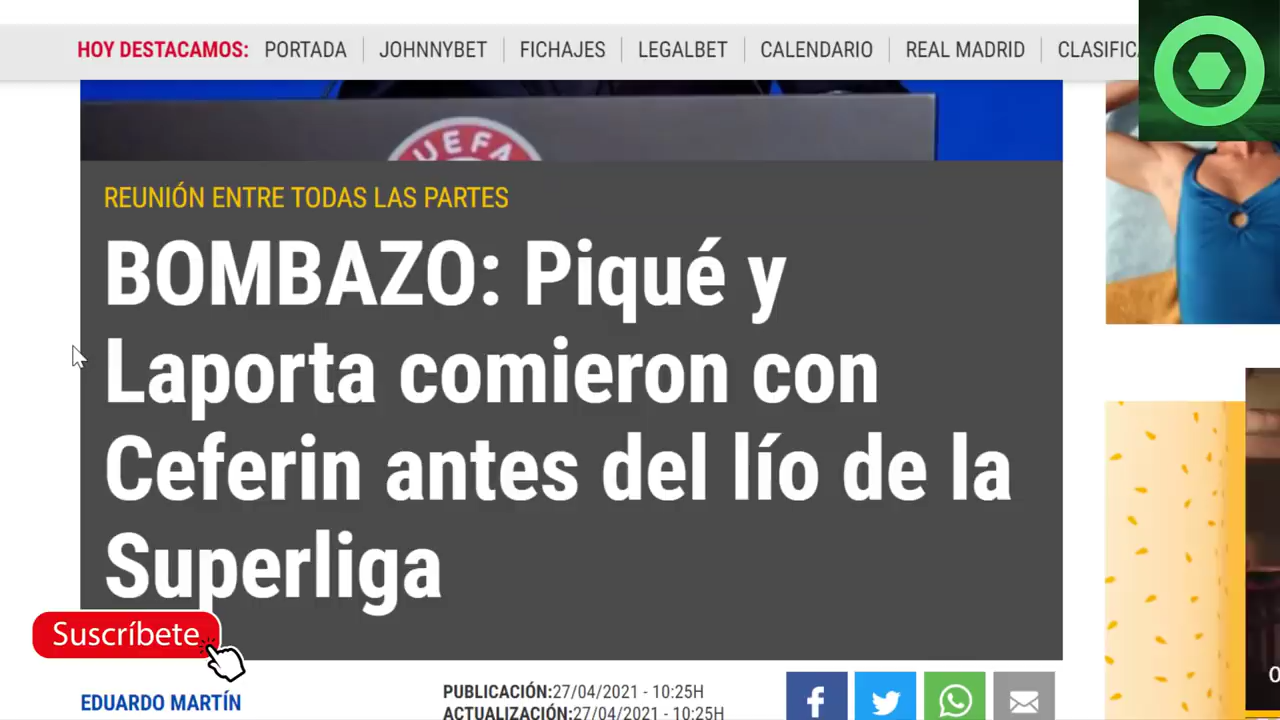 HOY DESTACAMOS: PORTADA JOHNNYBET FICHAJES LEGALBET CALENDARIO REAL MADRID CLASIFICA
UEFA
REUNIÓN ENTRE TODAS LAS PARTES
BOMBAZO: Piqué y
Laporta comieron con
Ceferin antes del lío de la
Superliga
Suscríbete
EDUARDO MARTÍN
PUBLICACIÓN:27/04/2021 - 10:25H
ACTUALIZACIÓN:27/04/2021 - 10:25H